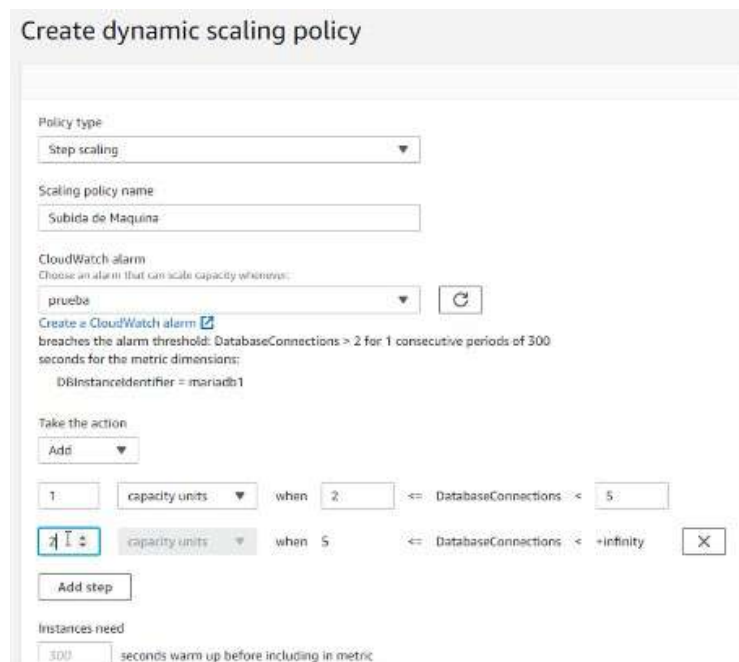 Create dynamic scaling policy
Policy type
Step scaling
Scaling policy name
Subida de Maquina
CloudWatch alarm
Choose an alarm that can scale capacity whenever:
prueba
Create a CloudWatch alarm
breaches the alarm threshold: DatabaseConnections > 2 for 1 consecutive periods of 300
seconds for the metric dimensions:
DBInstanceIdentifier = mariadb1
Take the action
Add
1 capacity units when 2 <= DatabaseConnections < 5
2 capacity units when 5 <= DatabaseConnections < +infinity
Add step
Instances need
300 seconds warm up before including in metric